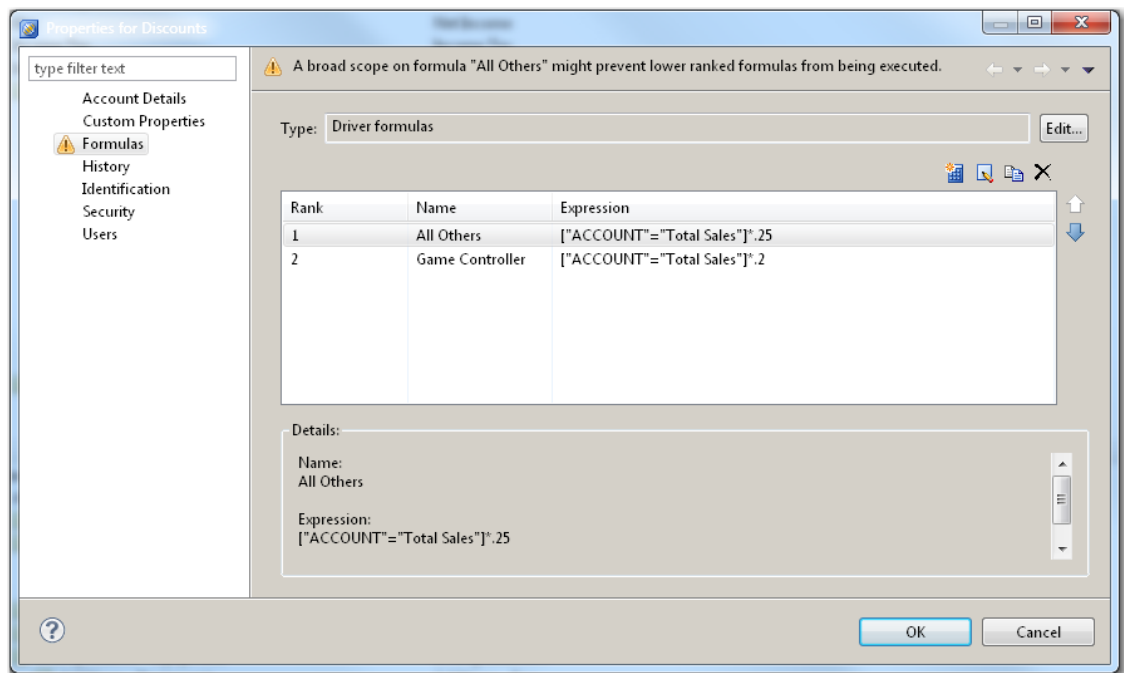 Properties for Discounts
type filter text
Account Details
Custom Properties
Formulas
History
Identification
Security
Users
A broad scope on formula "All Others" might prevent lower ranked formulas from being executed.
Type: Driver formulas Edit...
Rank Name Expression
1 All Others ["ACCOUNT"="Total Sales"]*.25
2 Game Controller ["ACCOUNT"="Total Sales"]*.2
Details:
Name:
All Others
Expression:
["ACCOUNT"="Total Sales"]*.25
OK Cancel